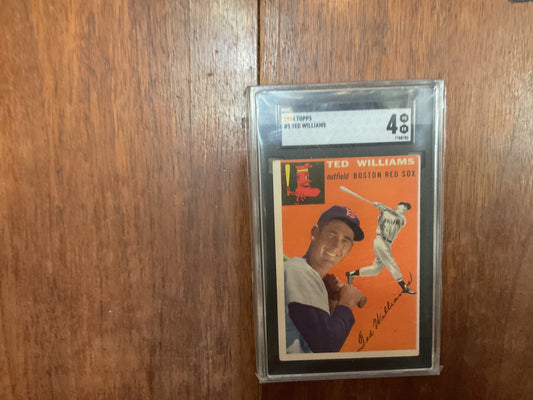 1954 TOPPS
#1 TED WILLIAMS
4
TED WILLIAMS
outfield BOSTON RED SOX
Ted Williams